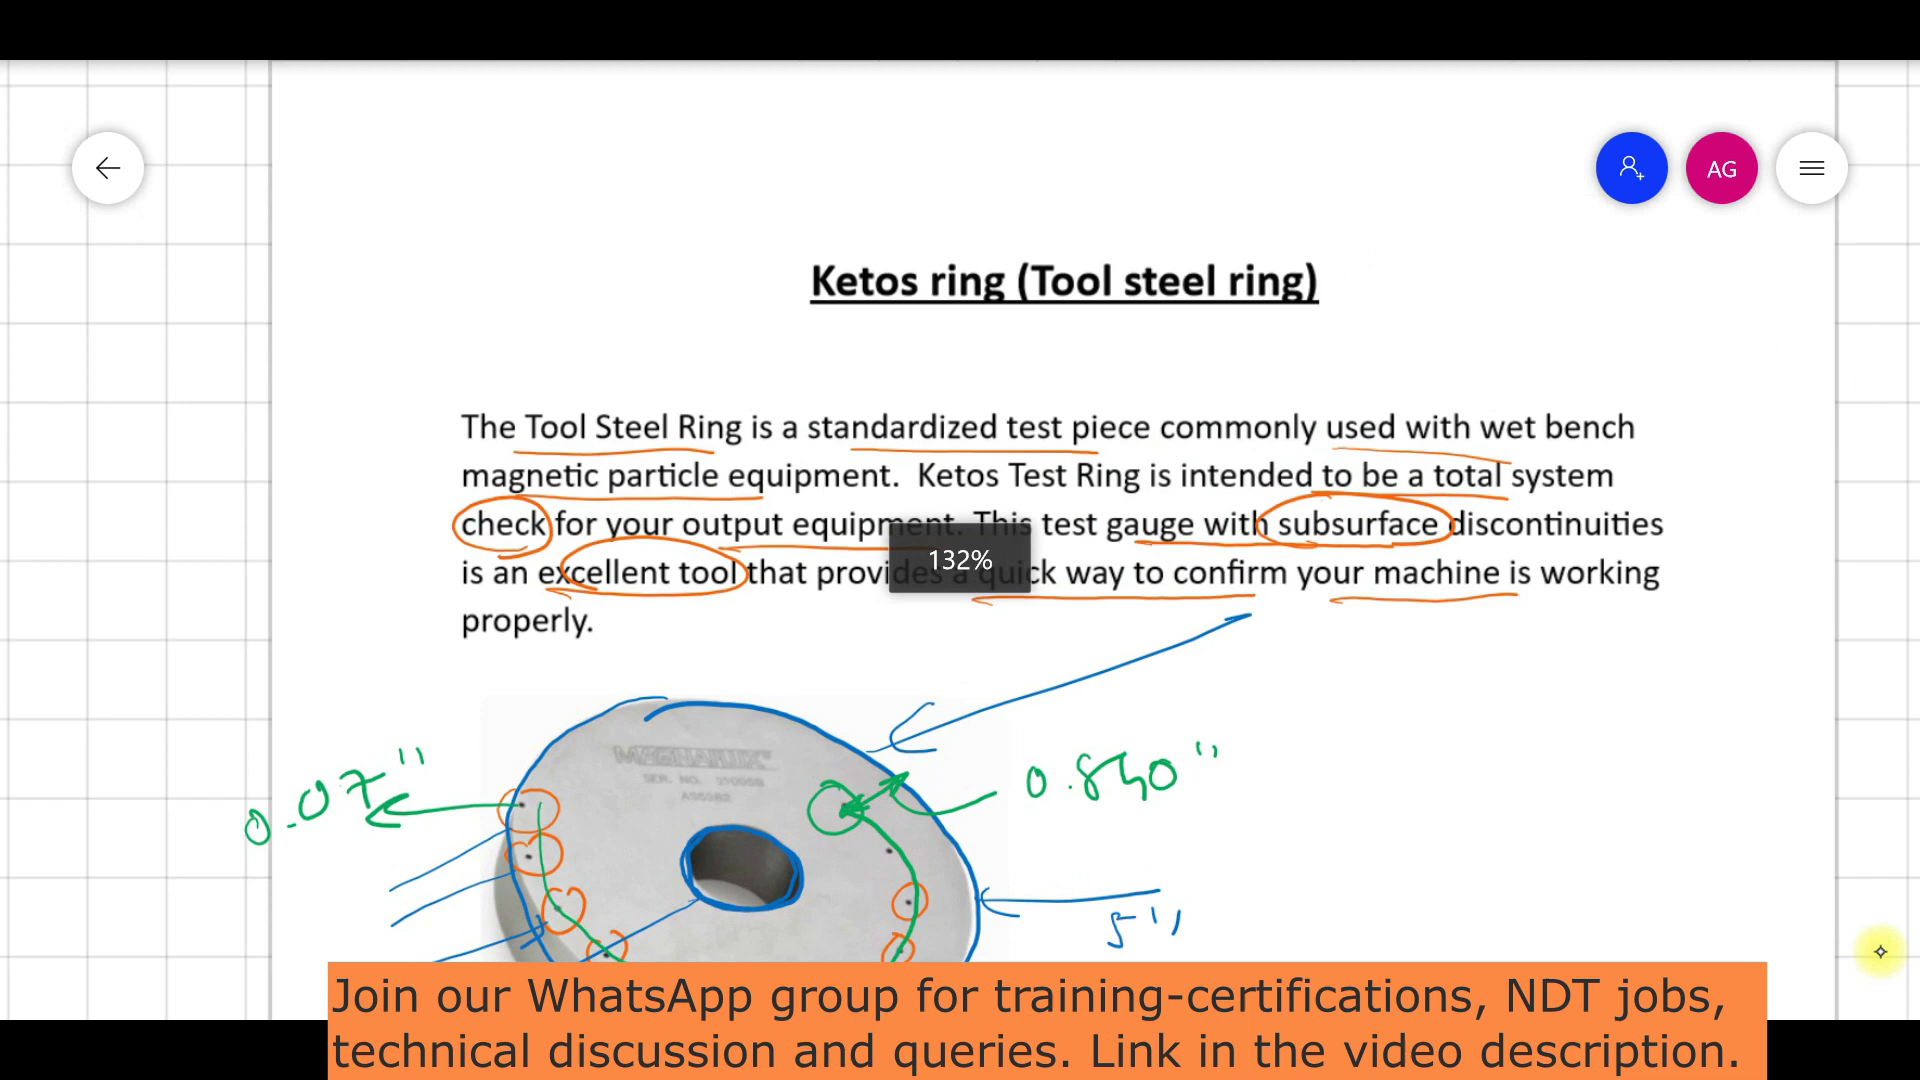 AG
Ketos ring (Tool steel ring)
The Tool Steel Ring is a standardized test piece commonly used with wet bench
magnetic particle equipment. Ketos Test Ring is intended to be a total system
check for your output equipment. This test gauge with subsurface discontinuities
is an excellent tool that provides a quick way to confirm your machine is working
properly.
132%
MAGNAFLUX
SER. NO.
0.07"
0.840"
5"
Join our WhatsApp group for training-certifications, NDT jobs,
technical discussion and queries. Link in the video description.